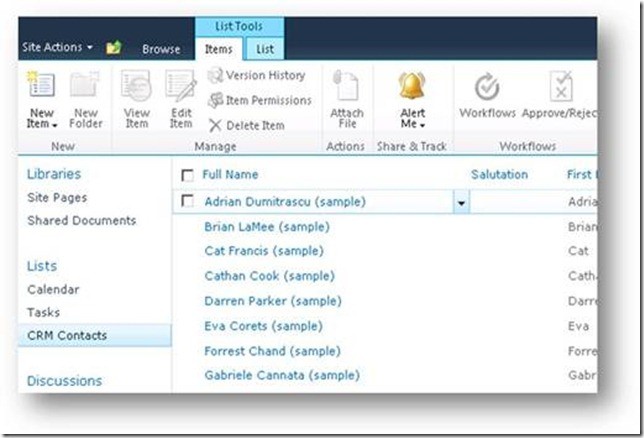 List Tools
Site Actions Browse Items List
Version History
Item Permissions
Delete Item
New Item New Folder View Item Edit Item Attach File Alert Me Workflows Approve/Rejec
New Manage Actions Share & Track Workflows
Libraries
Site Pages
Shared Documents
Lists
Calendar
Tasks
CRM Contacts
Discussions
Full Name Salutation First
Adrian Dumitrascu (sample) Adria
Brian LaMee (sample) Brian
Cat Francis (sample) Cat
Cathan Cook (sample) Catha
Darren Parker (sample) Darre
Eva Corets (sample) Eva
Forrest Chand (sample) Forre
Gabriele Cannata (sample) Gabr